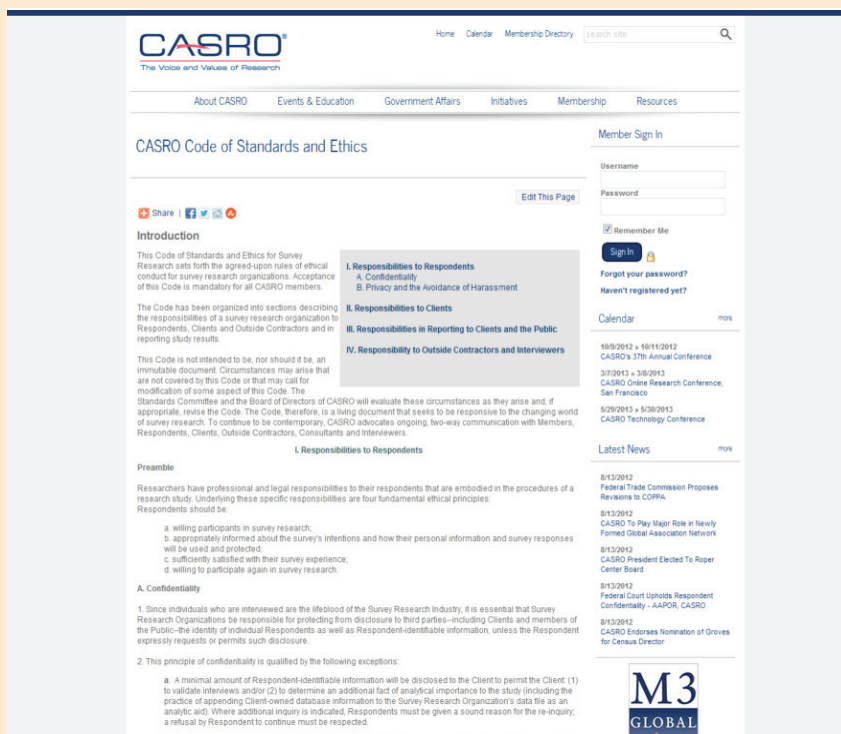 CASRO®
The Voice and Values of Research
Home Calendar Membership Directory search site
About CASRO Events & Education Government Affairs Initiatives Membership Resources
CASRO Code of Standards and Ethics
Edit This Page
Share |
Introduction
This Code of Standards and Ethics for Survey
Research sets forth the agreed-upon rules of ethical
conduct for survey research organizations. Acceptance
of this Code is mandatory for all CASRO members.
The Code has been organized into sections describing
the responsibilities of a survey research organization to
Respondents, Clients and Outside Contractors and in
reporting study results.
This Code is not intended to be, nor should it be, an
immutable document. Circumstances may arise that
are not covered by this Code or that may call for
modification of some aspect of this Code. The
Standards Committee and the Board of Directors of CASRO will evaluate these circumstances as they arise and, if
appropriate, revise the Code. The Code, therefore, is a living document that seeks to be responsive to the changing world
of survey research. To continue to be contemporary, CASRO advocates ongoing, two-way communication with Members,
Respondents, Clients, Outside Contractors, Consultants and Interviewers.
I. Responsibilities to Respondents
A. Confidentiality
B. Privacy and the Avoidance of Harassment
II. Responsibilities to Clients
III. Responsibilities in Reporting to Clients and the Public
IV. Responsibility to Outside Contractors and Interviewers
I. Responsibilities to Respondents
Preamble
Researchers have professional and legal responsibilities to their respondents that are embodied in the procedures of a
research study. Underlying these specific responsibilities are four fundamental ethical principles:
Respondents should be:
a. willing participants in survey research;
b. appropriately informed about the survey's intentions and how their personal information and survey responses
will be used and protected;
c. sufficiently satisfied with their survey experience;
d. willing to participate again in survey research.
A. Confidentiality
1. Since individuals who are interviewed are the lifeblood of the Survey Research Industry, it is essential that Survey
Research Organizations be responsible for protecting from disclosure to third parties--including Clients and members of
the Public--the identity of individual Respondents as well as Respondent-identifiable information, unless the Respondent
expressly requests or permits such disclosure.
2. This principle of confidentiality is qualified by the following exceptions:
a. A minimal amount of Respondent-identifiable information will be disclosed to the Client to permit the Client: (1)
to validate interviews and/or (2) to determine an additional fact of analytical importance to the study (including the
practice of appending Client-owned database information to the Survey Research Organization's data file as an
analytic aid). Where additional inquiry is indicated, Respondents must be given a sound reason for the re-inquiry;
a refusal by Respondent to continue must be respected.
Member Sign In
Username
Password
Remember Me
Sign In
Forgot your password?
Haven't registered yet?
Calendar more
10/9/2012 » 10/11/2012
CASRO's 37th Annual Conference
3/7/2013 » 3/8/2013
CASRO Online Research Conference,
San Francisco
5/29/2013 » 5/30/2013
CASRO Technology Conference
Latest News more
8/13/2012
Federal Trade Commission Proposes
Revisions to COPPA
8/13/2012
CASRO To Play Major Role in Newly
Formed Global Association Network
8/13/2012
CASRO President Elected To Roper
Center Board
8/13/2012
Federal Court Upholds Respondent
Confidentiality - AAPOR, CASRO
8/13/2012
CASRO Endorses Nomination of Groves
for Census Director
M3
GLOBAL